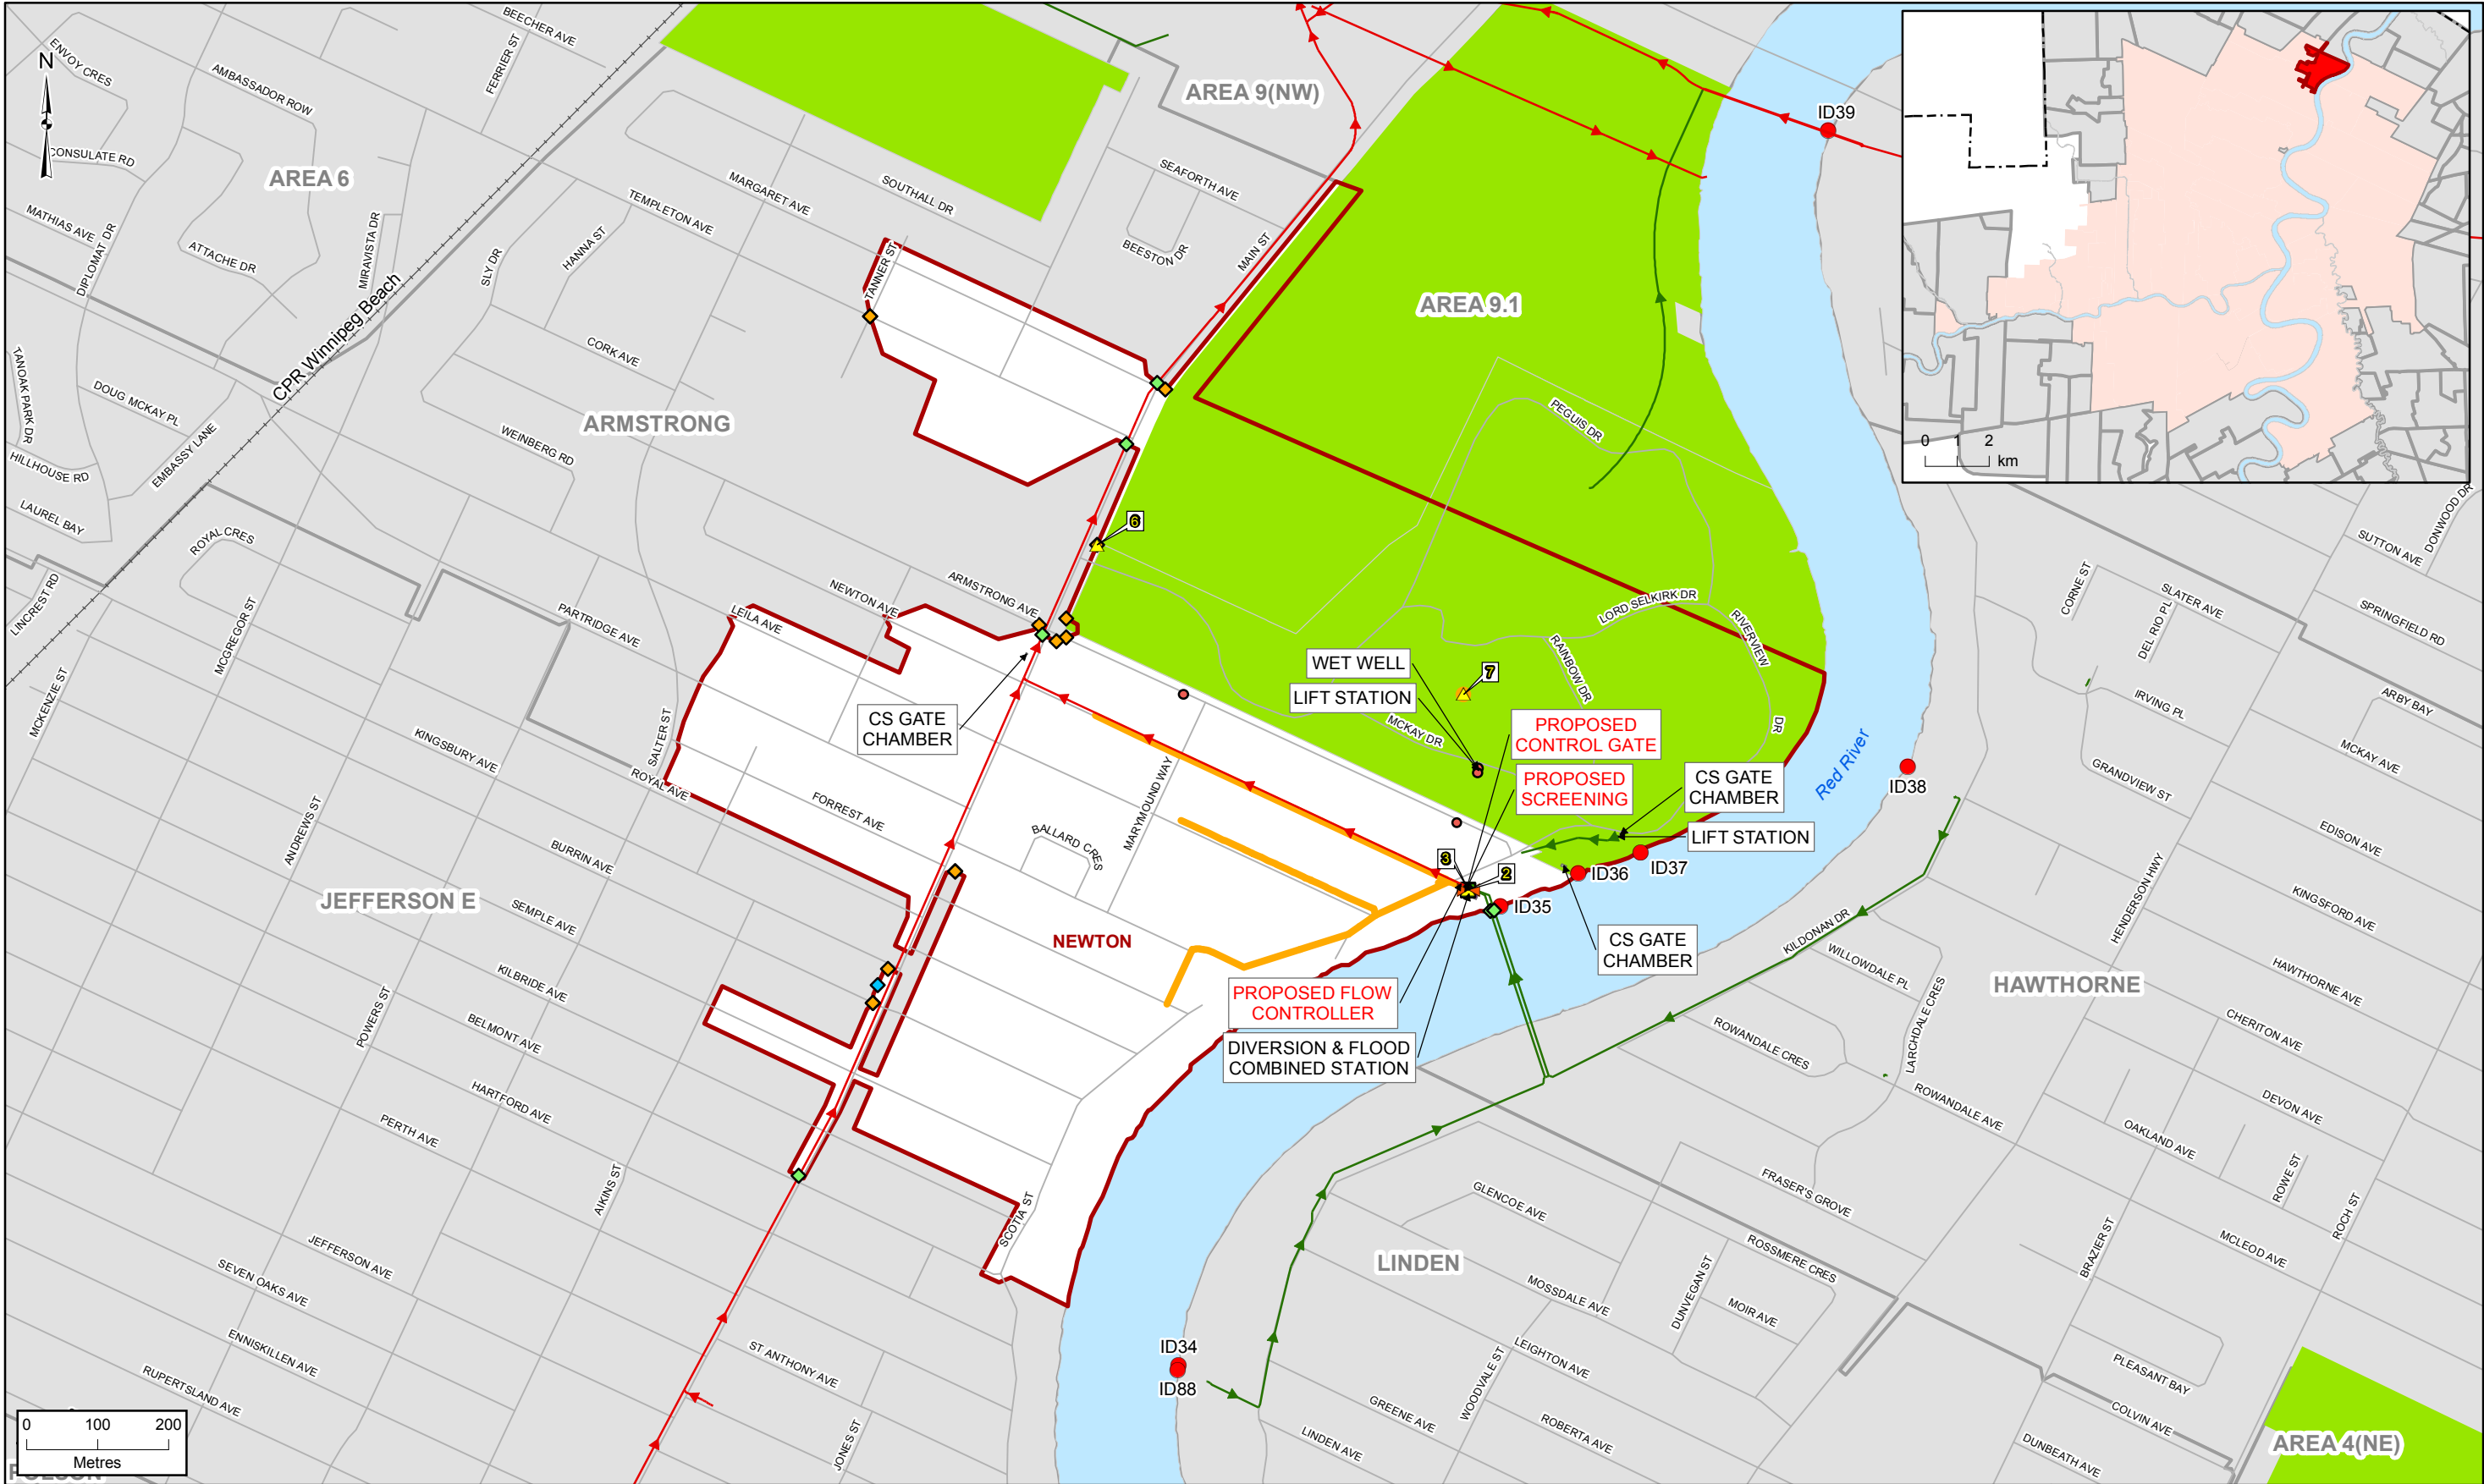 BEECHER AVE
FERRIER ST
ENVOY CRES
N
AMBASSADOR ROW
AREA 9(NW)
ID39
CONSULATE RD
AREA 6
SEAFORTH AVE
MARGARET AVE
SOUTHALL DR
TEMPLETON AVE
MATHIAS AVE
DIPLOMAT DR
ATTACHE DR
MIRAVISTA DR
SLY DR
HANNA ST
BEESTON DR
MAIN ST
TANNER ST
AREA 9.1
CPR Winnipeg Beach
CORK AVE
TANOAK PARK DR
DOUG MCKAY PL
ARMSTRONG
PEGUIS DR
0 1 2
km
WEINBERG RD
EMBASSY LANE
HILLHOUSE RD
LAUREL BAY
ROYAL CRES
6
DONWOOD DR
SUTTON AVE
LINCREST RD
MCGREGOR ST
PARTRIDGE AVE
LEILA AVE
NEWTON AVE
ARMSTRONG AVE
LORD SELKIRK DR
RIVERVIEW
DR
RAINBOW DR
CORNE ST
SLATER AVE
DEL RIO PL
SPRINGFIELD RD
WET WELL
LIFT STATION
7
MCKAY DR
MCKENZIE ST
SALTER ST
KINGSBURY AVE
CS GATE
CHAMBER
PROPOSED
CONTROL GATE
PROPOSED
SCREENING
CS GATE
CHAMBER
LIFT STATION
Red River
ID38
IRVING PL
ARBY BAY
MCKAY AVE
GRANDVIEW ST
EDISON AVE
ROYAL AVE
FORREST AVE
MARYMOUND WAY
BALLARD CRES
ANDREWS ST
BURRIN AVE
3
2
ID36
ID37
ID35
HENDERSON HWY
KINGSFORD AVE
JEFFERSON E
SEMPLE AVE
NEWTON
CS GATE
CHAMBER
KILDONAN DR
WILLOWDALE PL
HAWTHORNE
HAWTHORNE AVE
KILBRIDE AVE
POWERS ST
BELMONT AVE
PROPOSED FLOW
CONTROLLER
DIVERSION & FLOOD
COMBINED STATION
ROWANDALE CRES
LARCHDALE CRES
CHERITON AVE
HARTFORD AVE
PERTH AVE
ROWANDALE AVE
DEVON AVE
OAKLAND AVE
AIKINS ST
SCOTIA ST
GLENCOE AVE
FRASER'S GROVE
ROWE ST
ROCH ST
JEFFERSON AVE
SEVEN OAKS AVE
LINDEN
ROSSMERE CRES
BRAZIER ST
MCLEOD AVE
MOSSDALE AVE
DUNVEGAN ST
MOIR AVE
ENNISKILLEN AVE
ST ANTHONY AVE
ID34
ID88
LEIGHTON AVE
WOODVALE ST
PLEASANT BAY
RUPERTSLAND AVE
GREENE AVE
ROBERTA AVE
COLVIN AVE
JONES ST
LINDEN AVE
DUNBEATH AVE
AREA 4(NE)
0 100 200
Metres